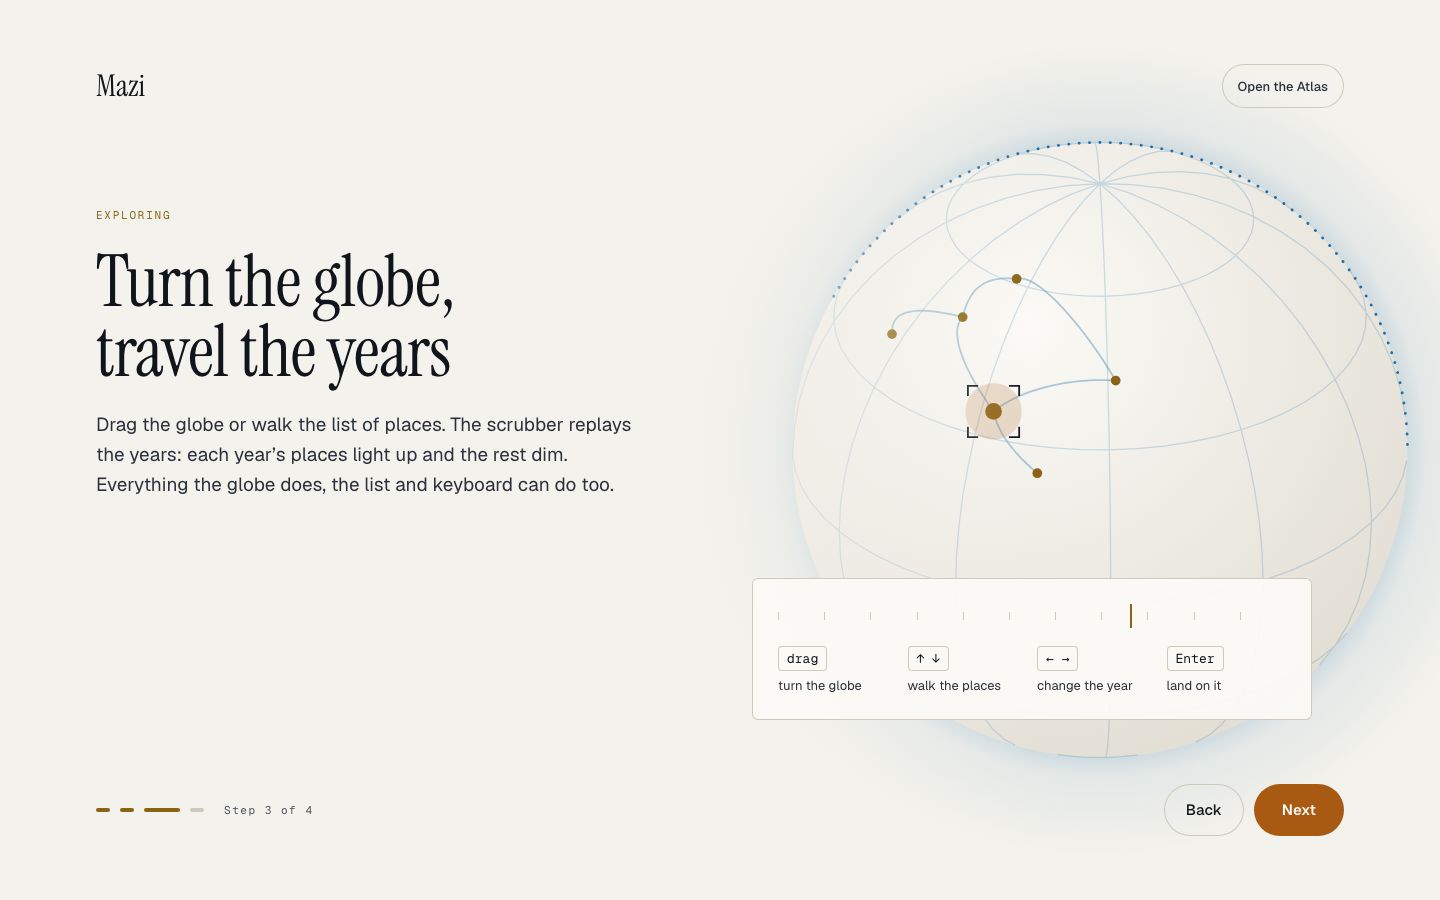 Mazi
Open the Atlas
EXPLORING
Turn the globe,
travel the years
Drag the globe or walk the list of places. The scrubber replays
the years: each year’s places light up and the rest dim.
Everything the globe does, the list and keyboard can do too.
drag
↑ ↓
← →
Enter
turn the globe
walk the places
change the year
land on it
Step 3 of 4
Back
Next